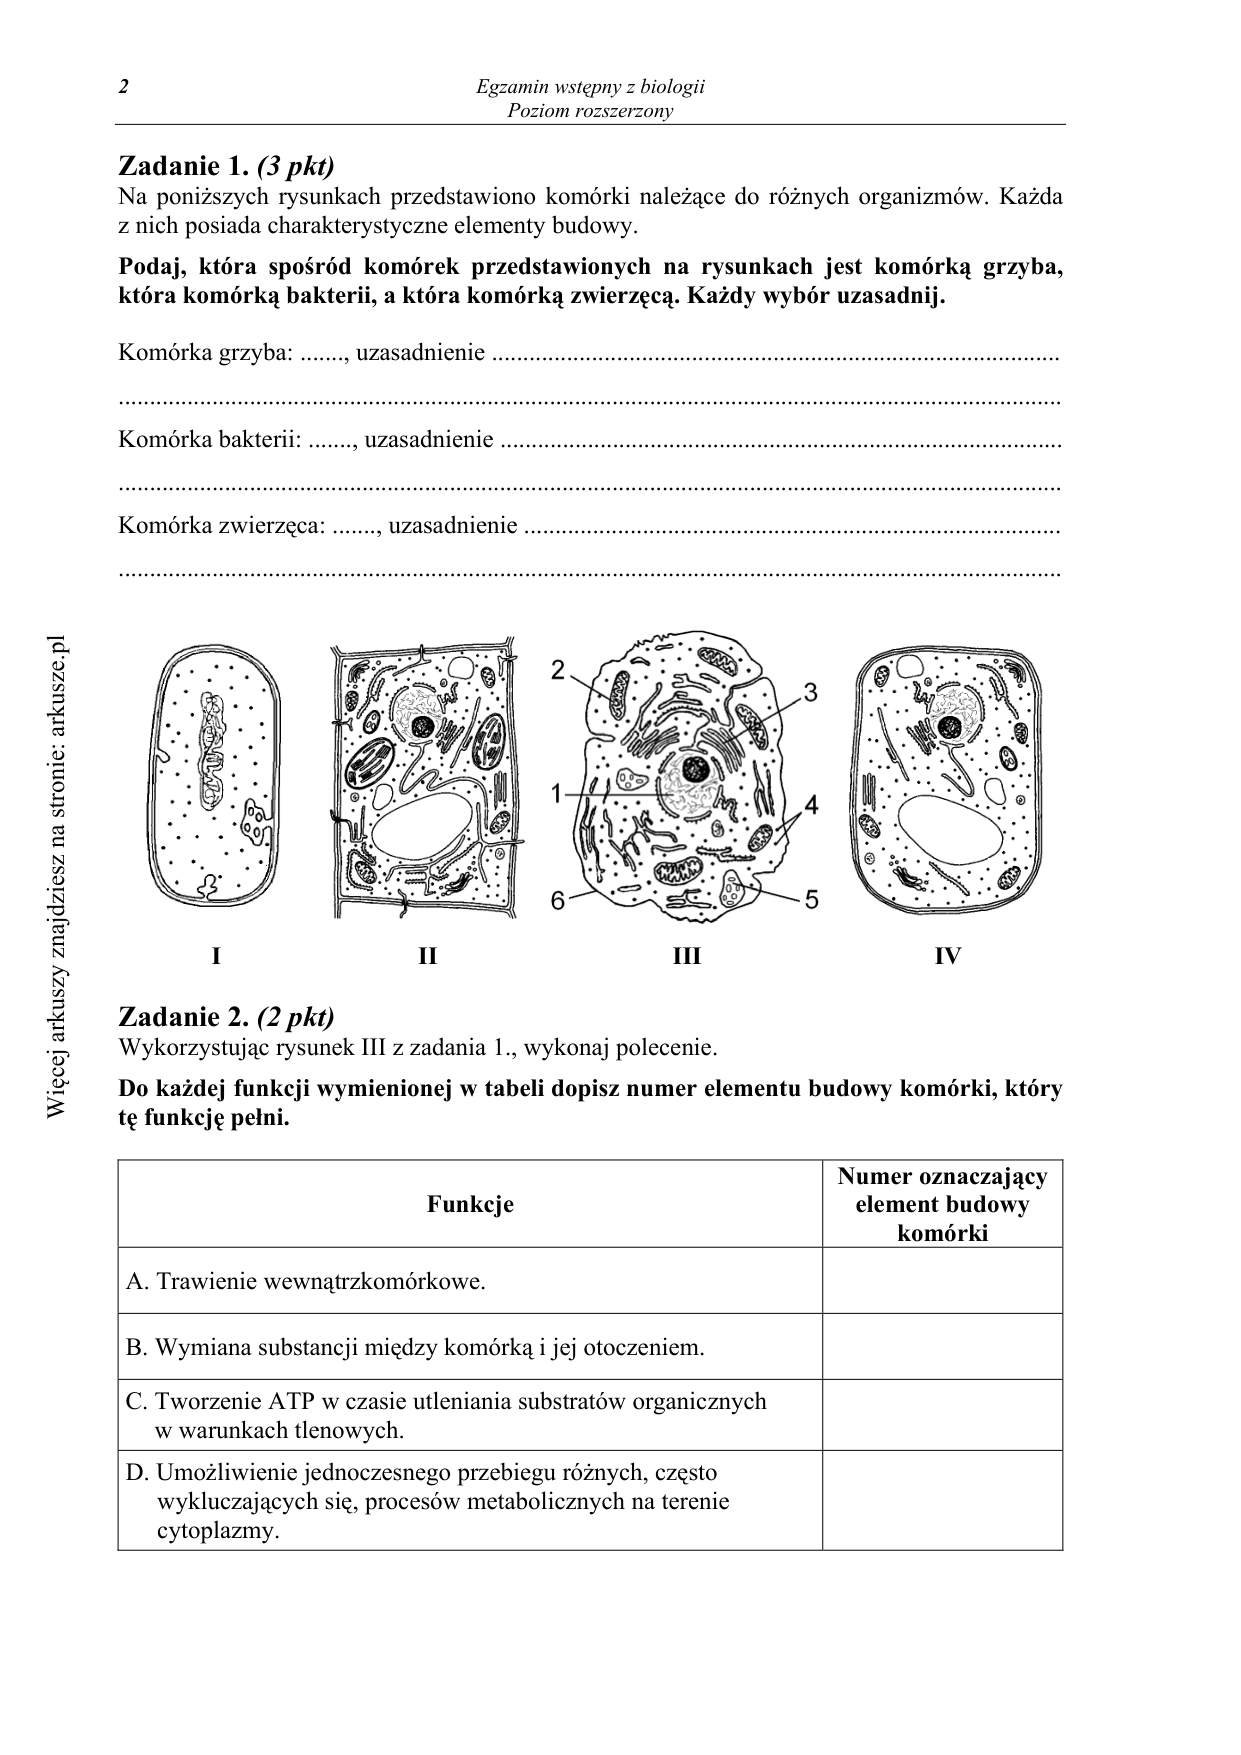 2
Egzamin wstępny z biologii
Poziom rozszerzony
Zadanie 1. (3 pkt)
Na poniższych rysunkach przedstawiono komórki należące do różnych organizmów. Każda
z nich posiada charakterystyczne elementy budowy.
Podaj, która spośród komórek przedstawionych na rysunkach jest komórką grzyba,
która komórką bakterii, a która komórką zwierzęcą. Każdy wybór uzasadnij.
Komórka grzyba: ......., uzasadnienie ...........................................................................................
.......................................................................................................................................................
Komórka bakterii: ......., uzasadnienie ..........................................................................................
.......................................................................................................................................................
Komórka zwierzęca: ......., uzasadnienie ......................................................................................
.......................................................................................................................................................
2
3
1
4
6
5
I II III IV
Zadanie 2. (2 pkt)
Wykorzystując rysunek III z zadania 1., wykonaj polecenie.
Do każdej funkcji wymienionej w tabeli dopisz numer elementu budowy komórki, który
tę funkcję pełni.
Funkcje
Numer oznaczający
element budowy
komórki
A. Trawienie wewnątrzkomórkowe.
B. Wymiana substancji między komórką i jej otoczeniem.
C. Tworzenie ATP w czasie utleniania substratów organicznych
w warunkach tlenowych.
D. Umożliwienie jednoczesnego przebiegu różnych, często
wykluczających się, procesów metabolicznych na terenie
cytoplazmy.
Więcej arkuszy znajdziesz na stronie: arkusze.pl